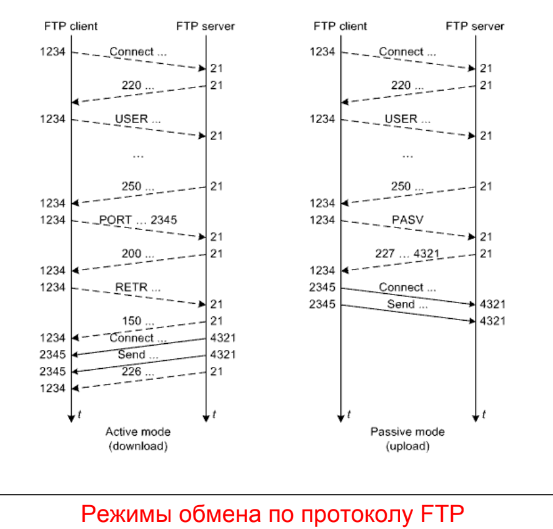 FTP client FTP server
1234 Connect ... 21
220 ... 21
1234 USER ... 21
...
250 ... 21
1234
1234 PORT ... 2345 21
200 ... 21
1234
1234 RETR ... 21
150 ... 21
1234 Connect ... 4321
2345 Send ... 4321
2345 226 ... 21
1234
t t
Active mode
(download)
FTP client FTP server
1234 Connect ... 21
220 ... 21
1234 USER ... 21
...
250 ... 21
1234
1234 PASV 21
227 ... 4321 21
1234
2345 Connect ...
2345 Send ... 4321
4321
t t
Passive mode
(upload)
Режимы обмена по протоколу FTP